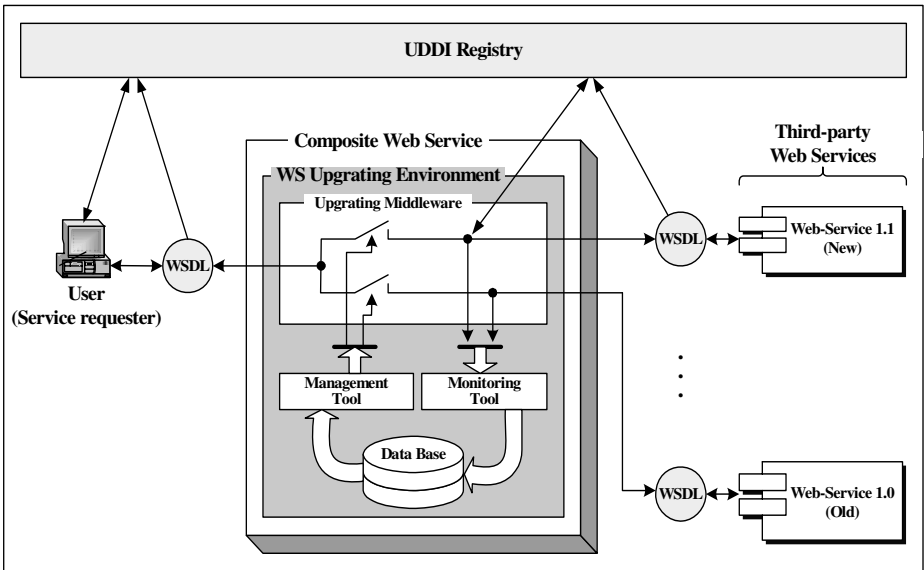 UDDI Registry
Composite Web Service
Third-party
Web Services
WS Upgrating Environment
Upgrating Middleware
Web-Service 1.1
(New)
WSDL
WSDL
User
(Service requester)
Management
Tool
Monitoring
Tool
Data Base
WSDL
Web-Service 1.0
(Old)